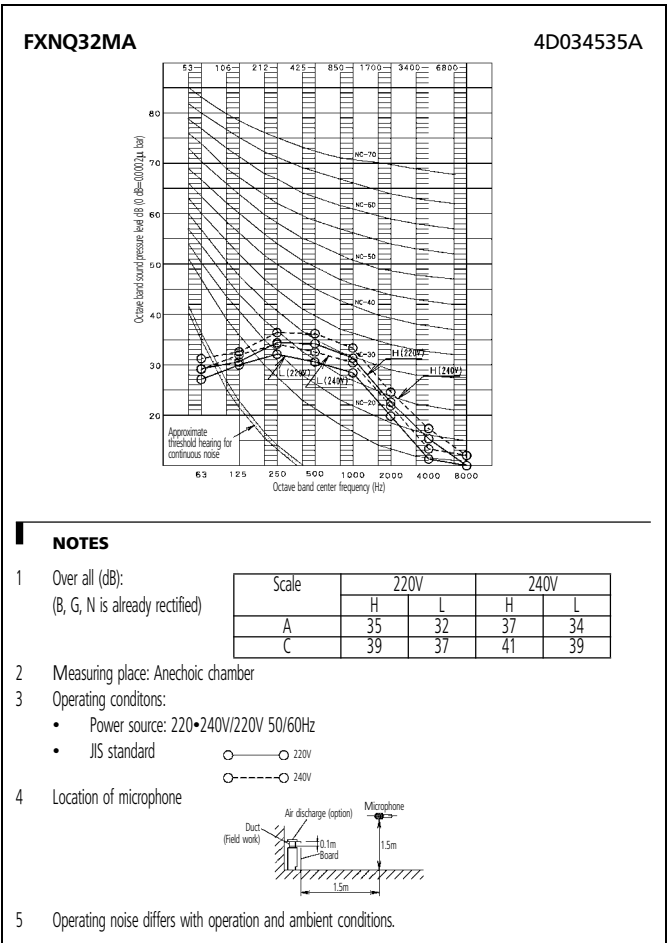 FXNQ32MA 4D034535A
53 106 212 425 850 1700 3400 6800
80
70
60
50
40
30
20
Octave band sound pressure level dB (0 dB=0.0002μ bar)
NC-70
NC-60
NC-50
NC-40
NC-30
NC-20
H(220V)
H(240V)
L(220V)
L(240V)
Approximate
threshold hearing for
continuous noise
63 125 250 500 1000 2000 4000 8000
Octave band center frequency (Hz)
NOTES
1 Over all (dB):
(B, G, N is already rectified)
Scale 220V 240V
H L H L
A 35 32 37 34
C 39 37 41 39
2 Measuring place: Anechoic chamber
3 Operating conditons:
• Power source: 220•240V/220V 50/60Hz
• JIS standard
220V
240V
4 Location of microphone
Air discharge (option)
Microphone
Duct
(Field work)
0.1m
Board
1.5m
1.5m
5 Operating noise differs with operation and ambient conditions.